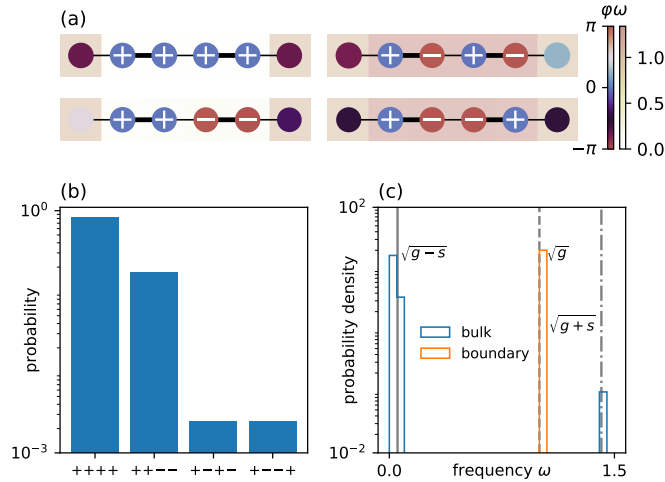 (a)
φω
π
0
−π
1.0
0.5
0.0
+ + + +
+ − + −
+ + − −
+ − − +
(b)
10⁰
10⁻³
probability
++++ ++−− +−+− +−−+
(c)
10²
10⁻²
probability density
√g−s
√g
√g+s
bulk
boundary
0.0 1.5
frequency ω